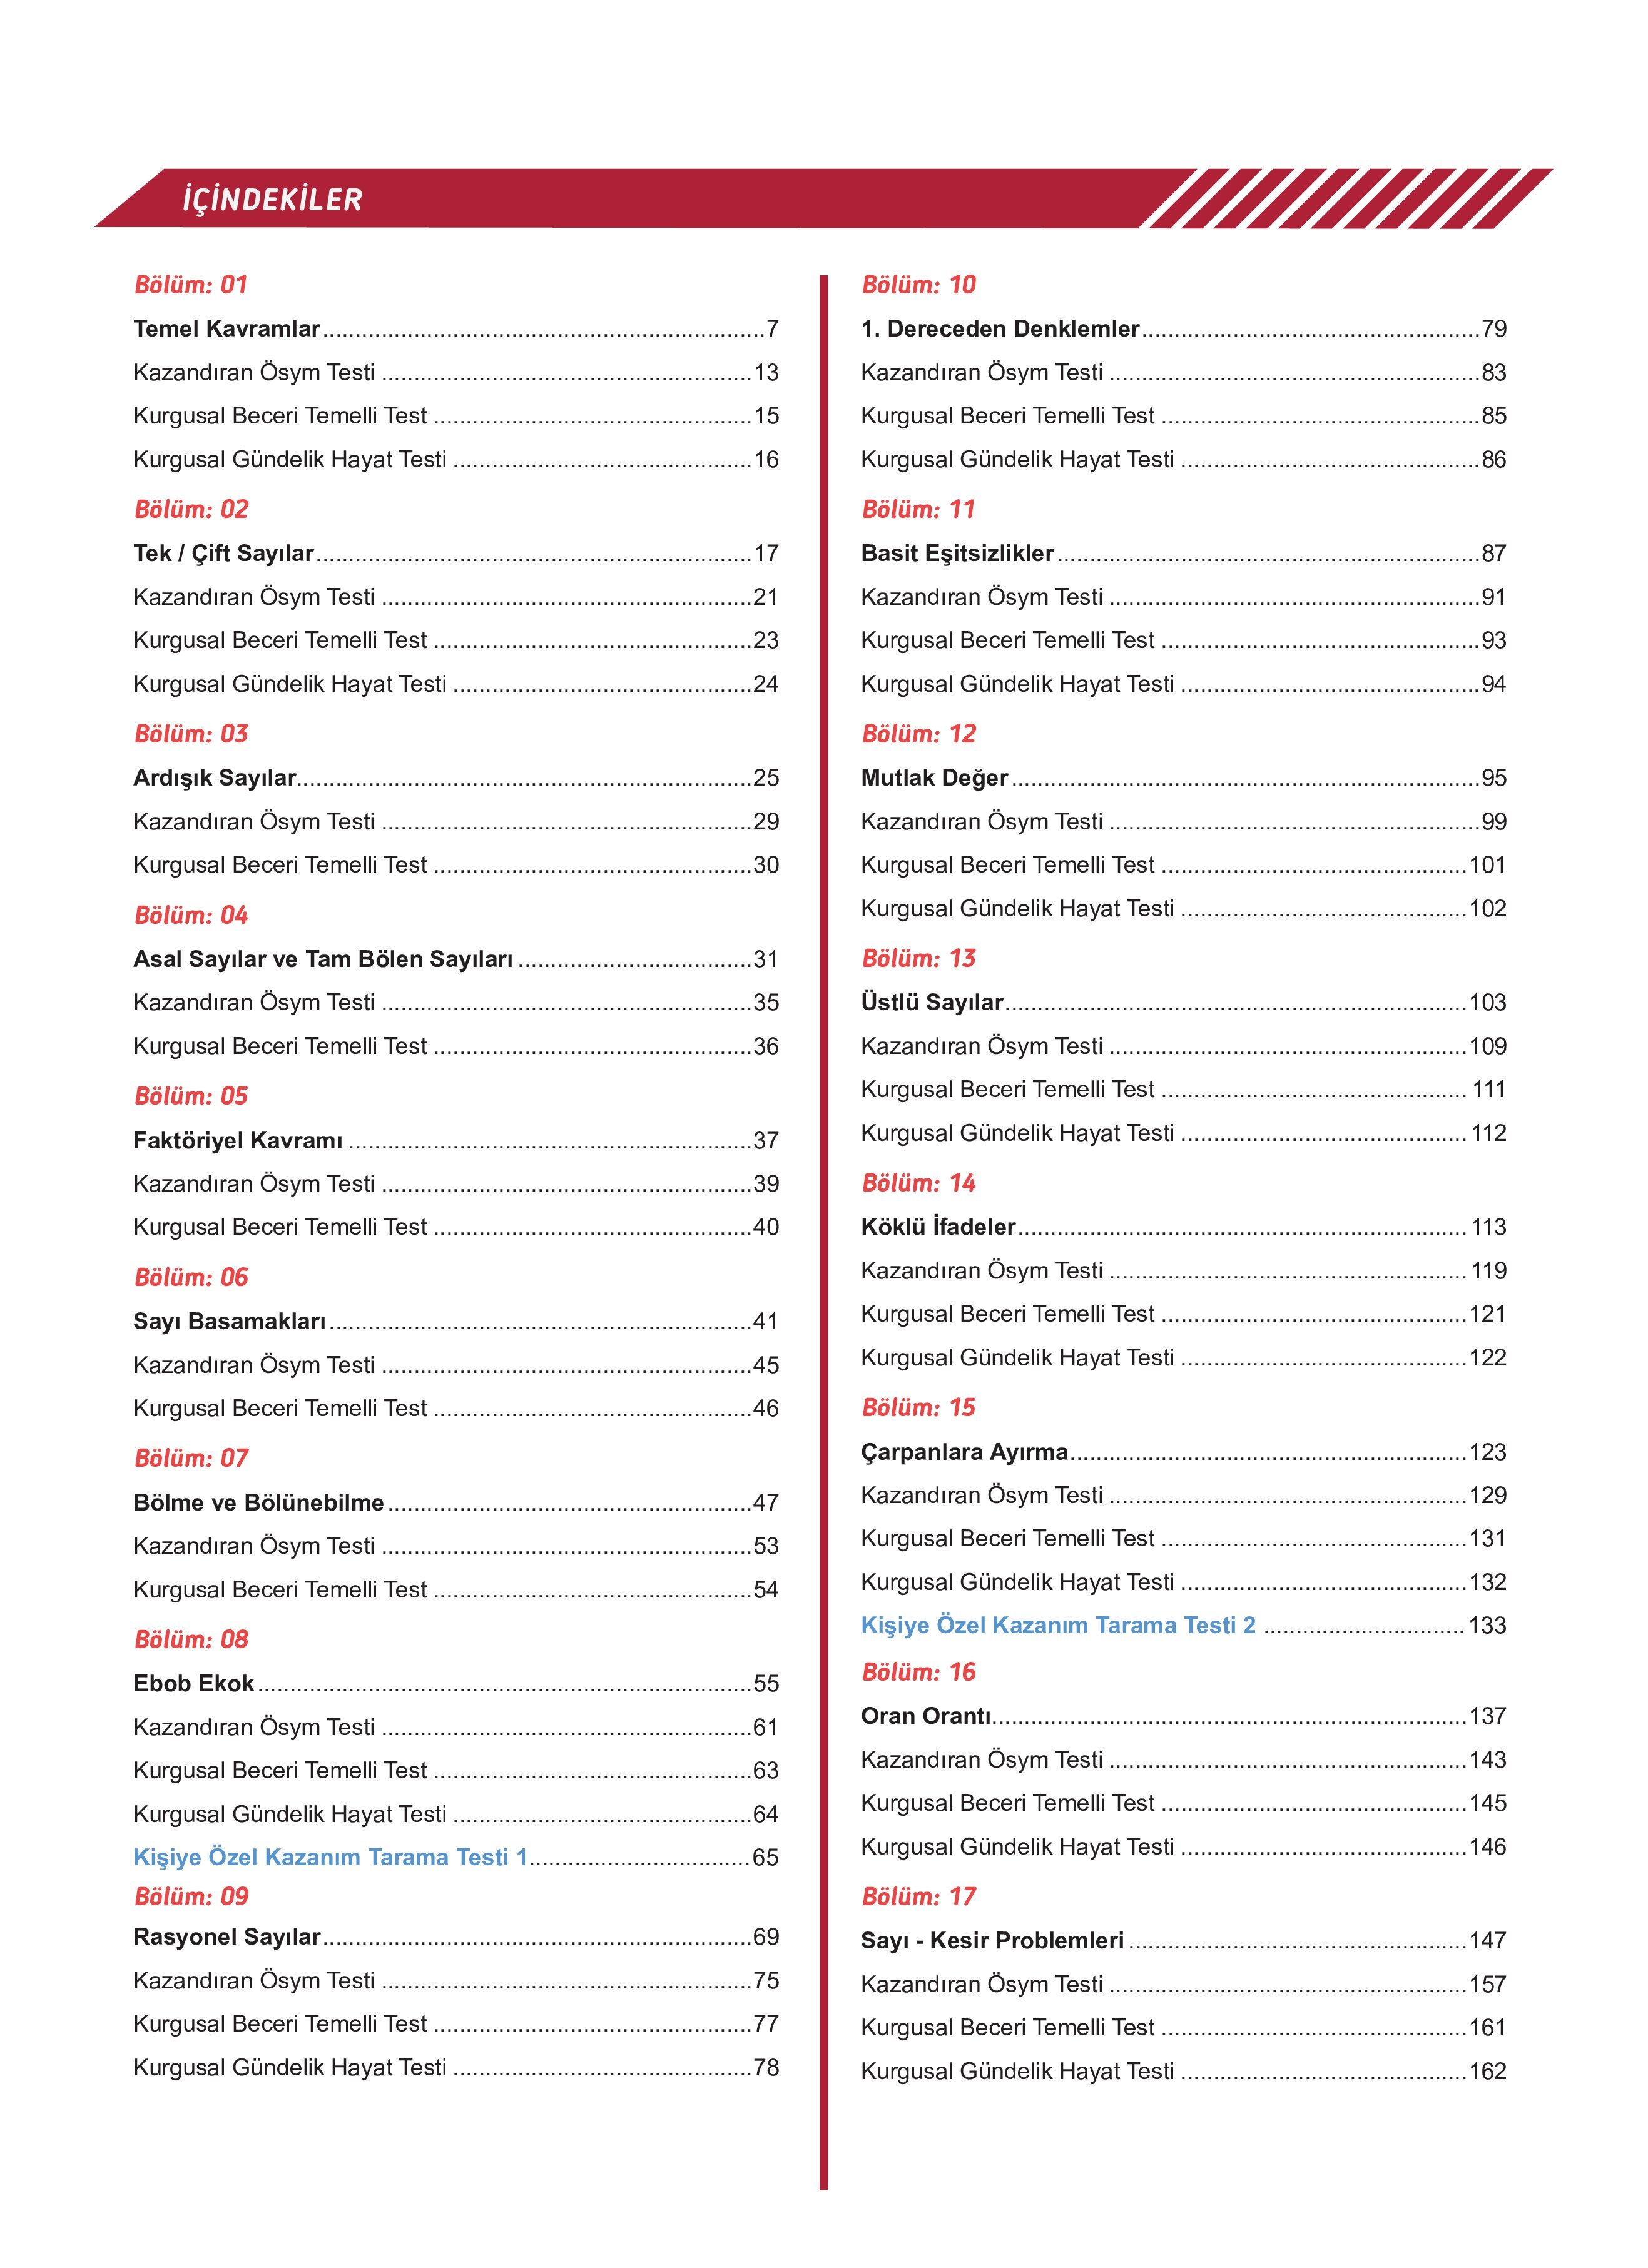 İÇİNDEKİLER
Bölüm: 01
Temel Kavramlar....................................................................7
Kazandıran Ösym Testi .........................................................13
Kurgusal Beceri Temelli Test .................................................15
Kurgusal Gündelik Hayat Testi ..............................................16
Bölüm: 02
Tek / Çift Sayılar...................................................................17
Kazandıran Ösym Testi .........................................................21
Kurgusal Beceri Temelli Test .................................................23
Kurgusal Gündelik Hayat Testi ..............................................24
Bölüm: 03
Ardışık Sayılar......................................................................25
Kazandıran Ösym Testi .........................................................29
Kurgusal Beceri Temelli Test .................................................30
Bölüm: 04
Asal Sayılar ve Tam Bölen Sayıları ....................................31
Kazandıran Ösym Testi .........................................................35
Kurgusal Beceri Temelli Test .................................................36
Bölüm: 05
Faktöriyel Kavramı ..............................................................37
Kazandıran Ösym Testi .........................................................39
Kurgusal Beceri Temelli Test .................................................40
Bölüm: 06
Sayı Basamakları.................................................................41
Kazandıran Ösym Testi .........................................................45
Kurgusal Beceri Temelli Test .................................................46
Bölüm: 07
Bölme ve Bölünebilme........................................................47
Kazandıran Ösym Testi .........................................................53
Kurgusal Beceri Temelli Test .................................................54
Bölüm: 08
Ebob Ekok............................................................................55
Kazandıran Ösym Testi .........................................................61
Kurgusal Beceri Temelli Test .................................................63
Kurgusal Gündelik Hayat Testi ..............................................64
Kişiye Özel Kazanım Tarama Testi 1..................................65
Bölüm: 09
Rasyonel Sayılar..................................................................69
Kazandıran Ösym Testi .........................................................75
Kurgusal Beceri Temelli Test .................................................77
Kurgusal Gündelik Hayat Testi ..............................................78
Bölüm: 10
1. Dereceden Denklemler....................................................79
Kazandıran Ösym Testi .........................................................83
Kurgusal Beceri Temelli Test .................................................85
Kurgusal Gündelik Hayat Testi ..............................................86
Bölüm: 11
Basit Eşitsizlikler.................................................................87
Kazandıran Ösym Testi .........................................................91
Kurgusal Beceri Temelli Test .................................................93
Kurgusal Gündelik Hayat Testi ..............................................94
Bölüm: 12
Mutlak Değer........................................................................95
Kazandıran Ösym Testi .........................................................99
Kurgusal Beceri Temelli Test ...............................................101
Kurgusal Gündelik Hayat Testi ............................................102
Bölüm: 13
Üstlü Sayılar.......................................................................103
Kazandıran Ösym Testi .......................................................109
Kurgusal Beceri Temelli Test ............................................... 111
Kurgusal Gündelik Hayat Testi ............................................ 112
Bölüm: 14
Köklü İfadeler..................................................................... 113
Kazandıran Ösym Testi ....................................................... 119
Kurgusal Beceri Temelli Test ...............................................121
Kurgusal Gündelik Hayat Testi ............................................122
Bölüm: 15
Çarpanlara Ayırma.............................................................123
Kazandıran Ösym Testi .......................................................129
Kurgusal Beceri Temelli Test ...............................................131
Kurgusal Gündelik Hayat Testi ............................................132
Kişiye Özel Kazanım Tarama Testi 2 ...............................133
Bölüm: 16
Oran Orantı.........................................................................137
Kazandıran Ösym Testi .......................................................143
Kurgusal Beceri Temelli Test ...............................................145
Kurgusal Gündelik Hayat Testi ............................................146
Bölüm: 17
Sayı - Kesir Problemleri....................................................147
Kazandıran Ösym Testi .......................................................157
Kurgusal Beceri Temelli Test ...............................................161
Kurgusal Gündelik Hayat Testi ............................................162